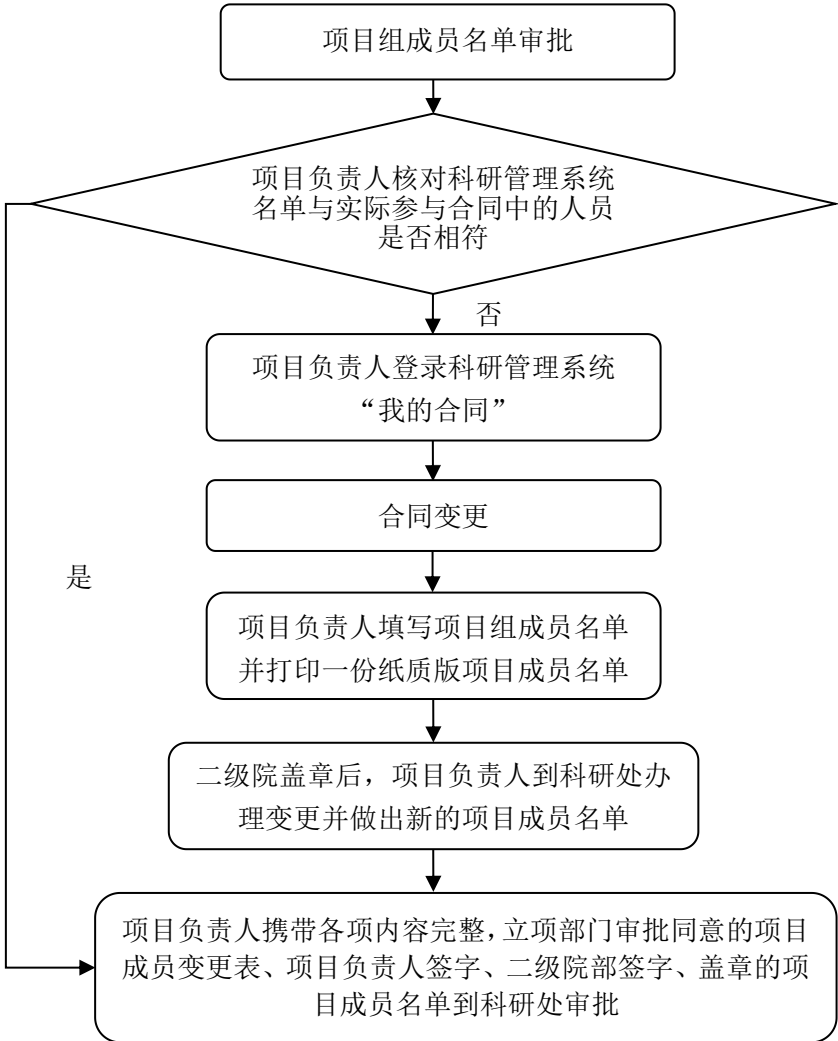 项目组成员名单审批
项目负责人核对科研管理系统
名单与实际参与合同中的人员
是否相符
否
项目负责人登录科研管理系统
“我的合同”
合同变更
是
项目负责人填写项目组成员名单
并打印一份纸质版项目成员名单
二级院盖章后，项目负责人到科研处办
理变更并做出新的项目成员名单
项目负责人携带各项内容完整，立项部门审批同意的项目
成员变更表、项目负责人签字、二级院部签字、盖章的项
目成员名单到科研处审批